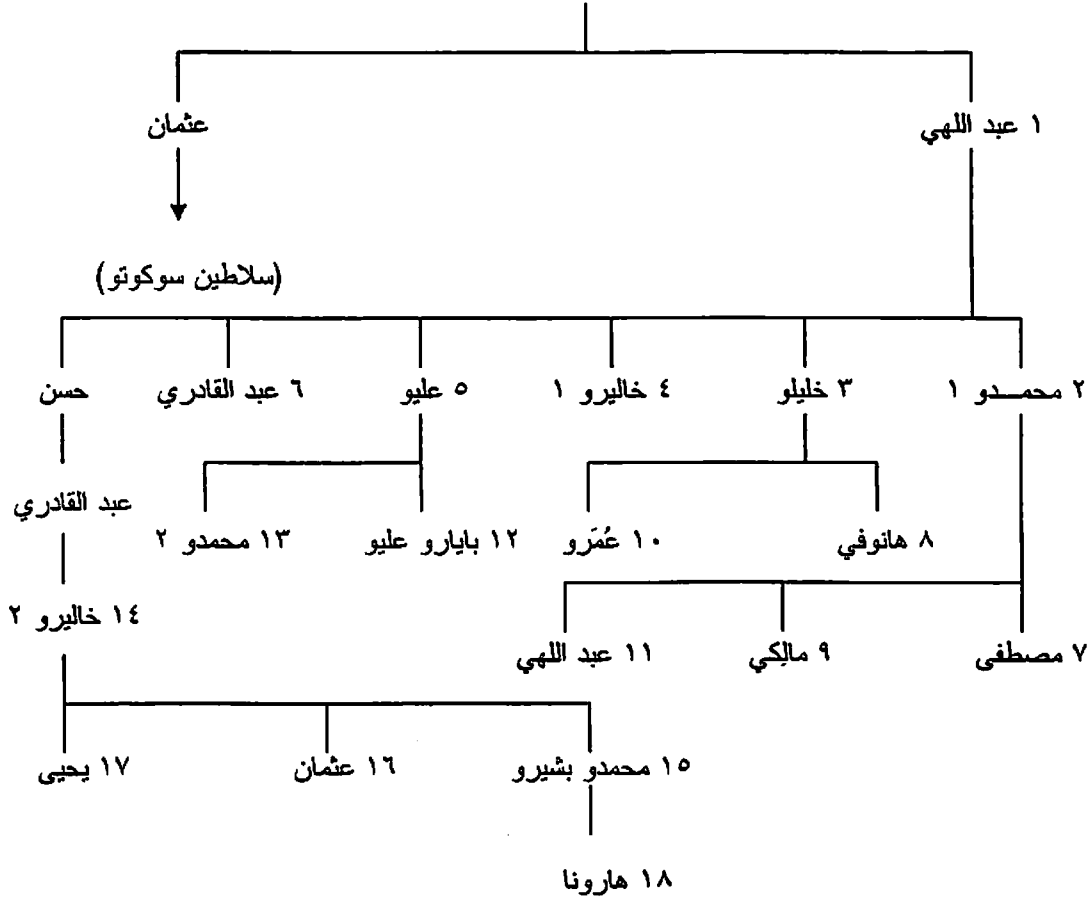 ١ عبد اللهي عثمان
(سلاطين سوكوتو)
٢ محمــدو ١ ٣ خليلو ٤ خاليرو ١ ٥ عليو ٦ عبد القادري حسن
عبد القادري
٨ هانوفي ١٠ عُمَرو ١٢ بايارو عليو ١٣ محمدو ٢
١٤ خاليرو ٢
٧ مصطفى ٩ مالِكي ١١ عبد اللهي
١٥ محمدو بشيرو ١٦ عثمان ١٧ يحيى
١٨ هارونا